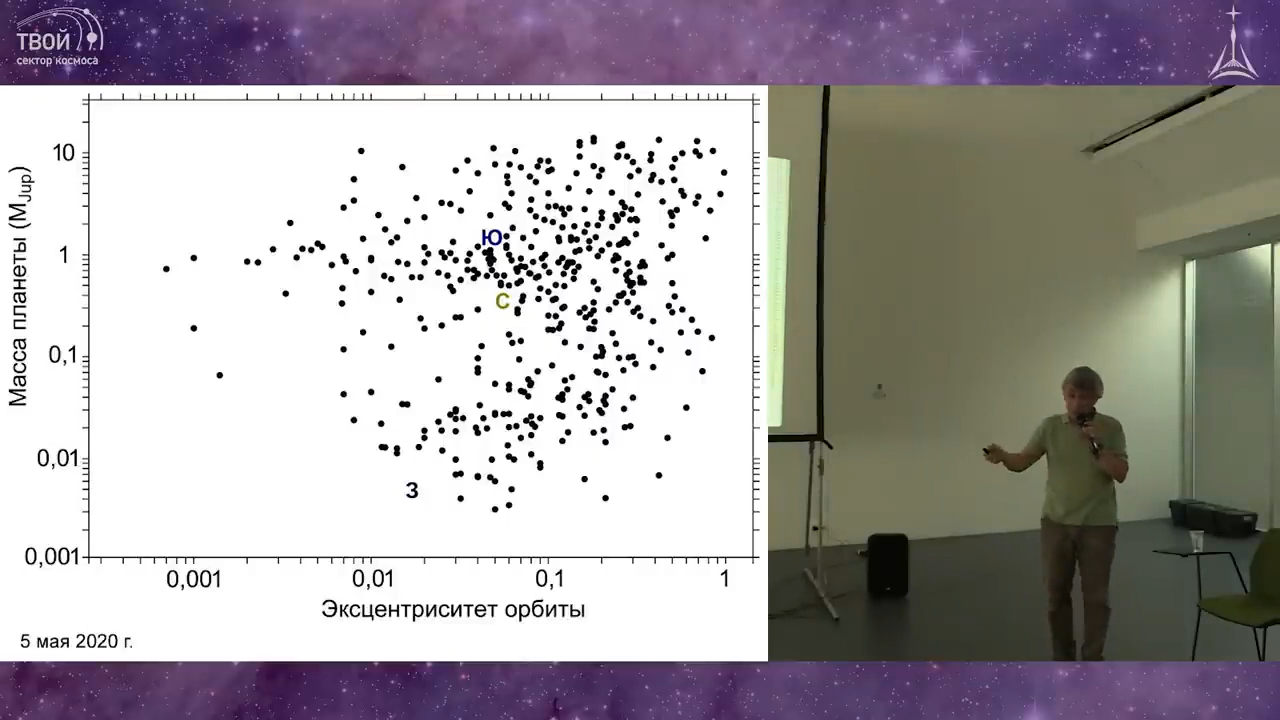 ТВОЙ
сектор космоса
Масса планеты (MJup)
10
1
0,1
0,01
0,001
Ю
С
З
0,001
0,01
0,1
1
Эксцентриситет орбиты
5 мая 2020 г.